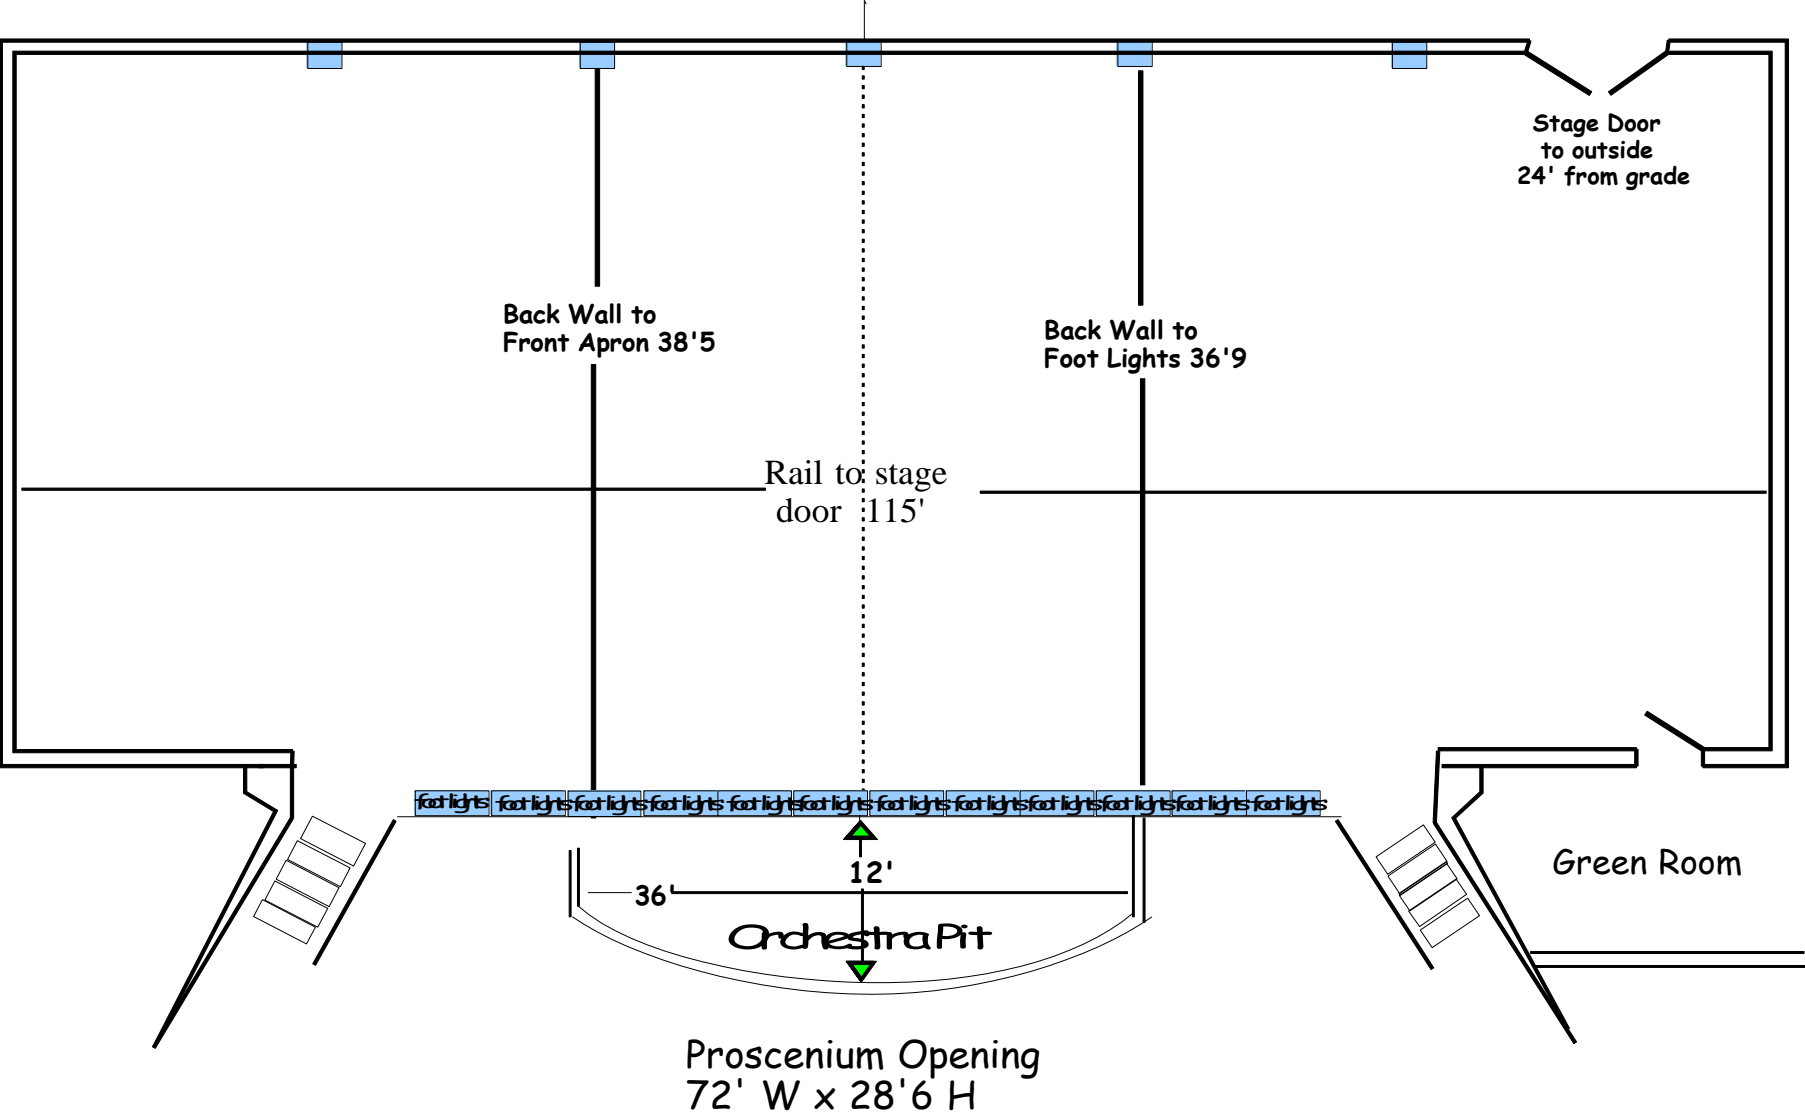 Stage Door
to outside
24' from grade
Back Wall to
Front Apron 38'5
Back Wall to
Foot Lights 36'9
Rail to stage
door 115'
foot lights foot lights foot lights foot lights foot lights foot lights foot lights foot lights foot lights foot lights foot lights foot lights
12'
36'
Orchestra Pit
Green Room
Proscenium Opening
72' W x 28'6 H